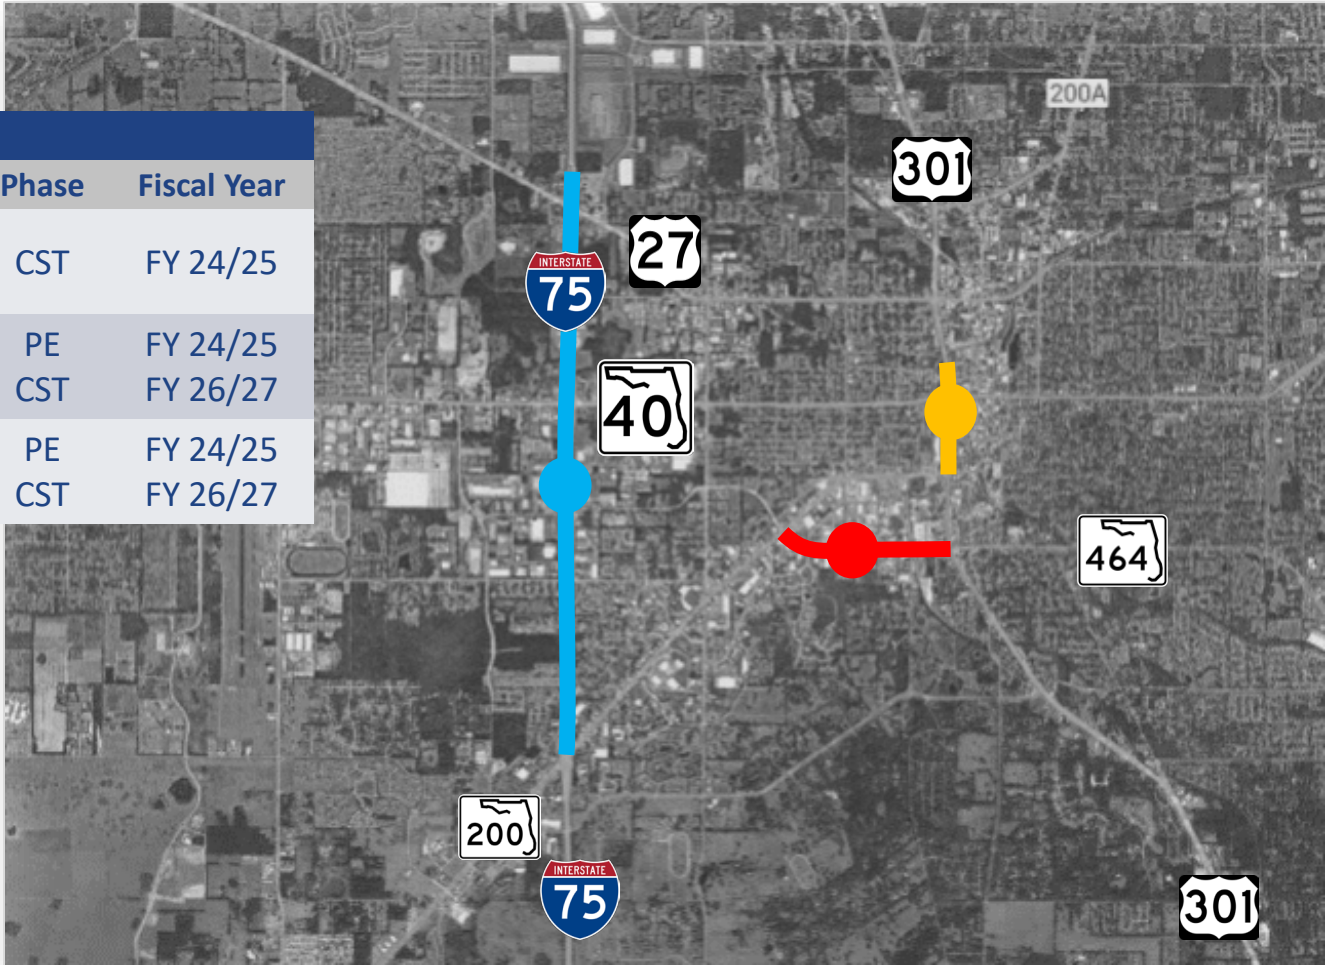 200A
301
Phase Fiscal Year
INTERSTATE
75
27
CST FY 24/25
PE FY 24/25
CST FY 26/27
40
PE FY 24/25
CST FY 26/27
464
200
INTERSTATE
75
301